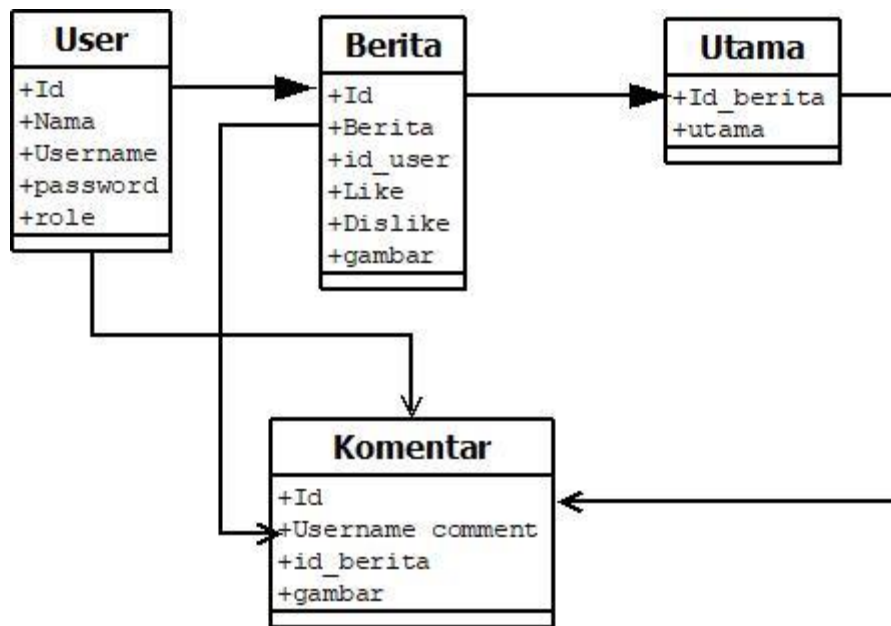 User
+Id
+Nama
+Username
+password
+role
Berita
+Id
+Berita
+id_user
+Like
+Dislike
+gambar
Utama
+Id_berita
+utama
Komentar
+Id
+Username comment
+id_berita
+gambar